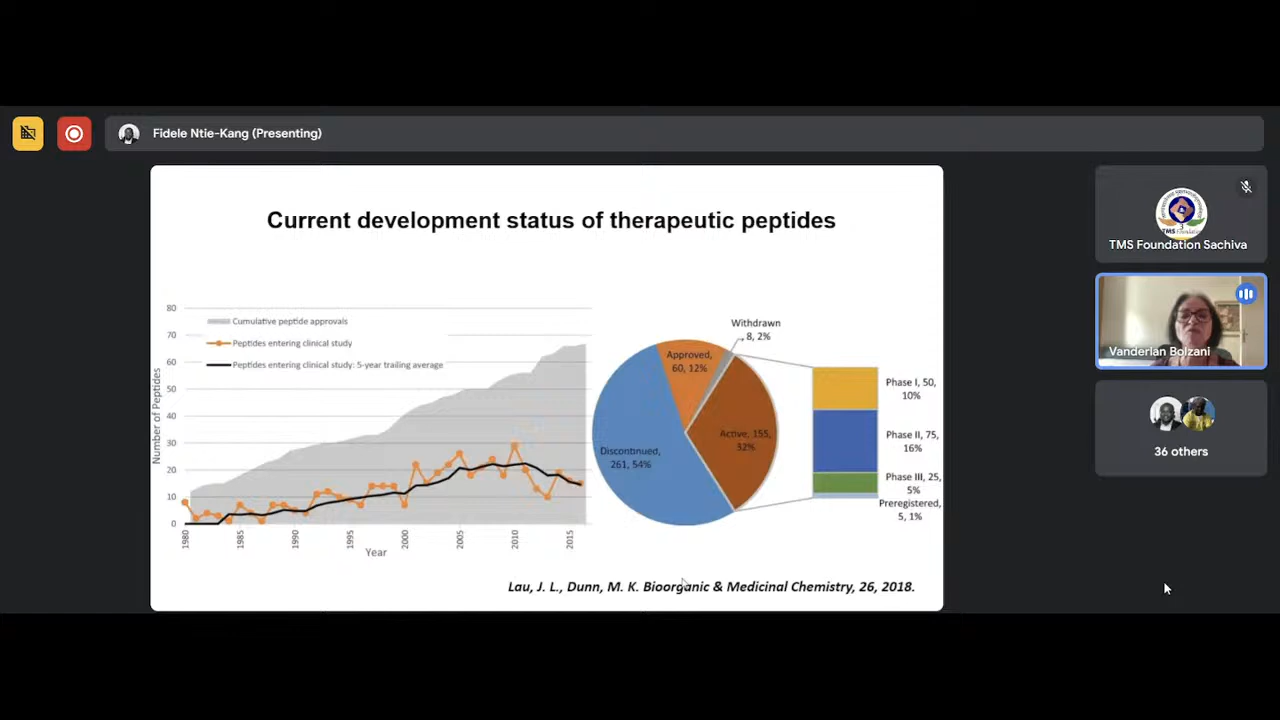 Fidele Ntie-Kang (Presenting)
Current development status of therapeutic peptides
80
70
60
50
40
30
20
10
0
Number of Peptides
Cumulative peptide approvals
Peptides entering clinical study
Peptides entering clinical study: 5-year trailing average
1980
1985
1990
1995
2000
2005
2010
2015
Year
Withdrawn
, 8, 2%
Approved,
60, 12%
Active, 155,
32%
Discontinued,
261, 54%
Phase I, 50,
10%
Phase II, 75,
16%
Phase III, 25,
5%
Preregistered,
5, 1%
Lau, J. L., Dunn, M. K. Bioorganic & Medicinal Chemistry, 26, 2018.
TMS Foundation Sachiva
Vanderlan Bolzani
36 others